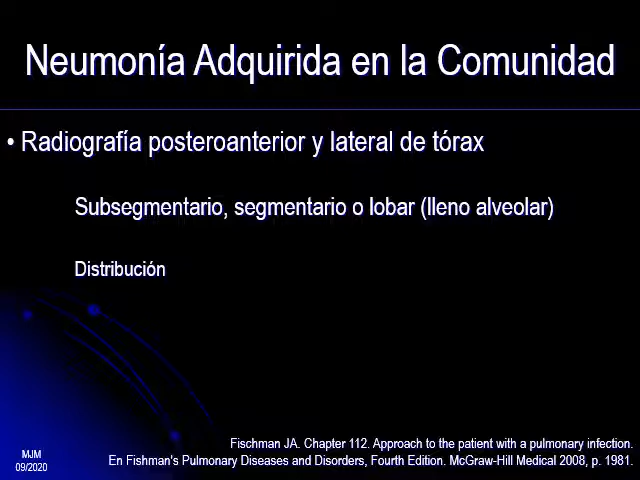 Neumonía Adquirida en la Comunidad
• Radiografía posteroanterior y lateral de tórax
Subsegmentario, segmentario o lobar (lleno alveolar)
Distribución
Fischman JA. Chapter 112. Approach to the patient with a pulmonary infection.
En Fishman's Pulmonary Diseases and Disorders, Fourth Edition. McGraw-Hill Medical 2008, p. 1981.
MJM
09/2020